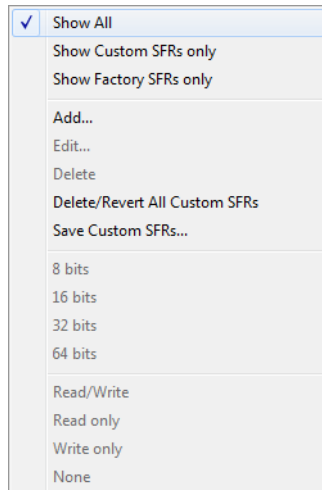 Show All
Show Custom SFRs only
Show Factory SFRs only
Add...
Edit...
Delete
Delete/Revert All Custom SFRs
Save Custom SFRs...
8 bits
16 bits
32 bits
64 bits
Read/Write
Read only
Write only
None